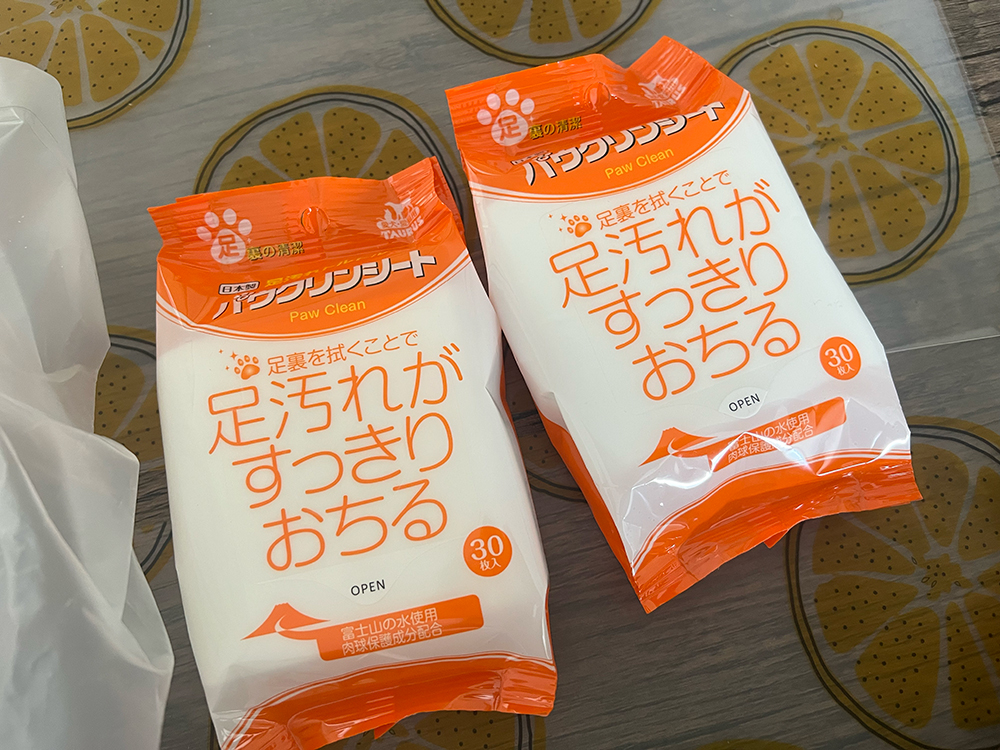 足裏の清潔
TAURUS
日本製
パウクリンシート
Paw Clean
足裏を拭くことで
足汚れが
すっきり
おちる
30
枚入
OPEN
富士山の水使用
肉球保護成分配合
足裏の清潔
パウクリンシート
Paw Clean
足裏を拭くことで
足汚れが
すっきり
おちる
30
枚入
OPEN
富士山の水使用
肉球保護成分配合